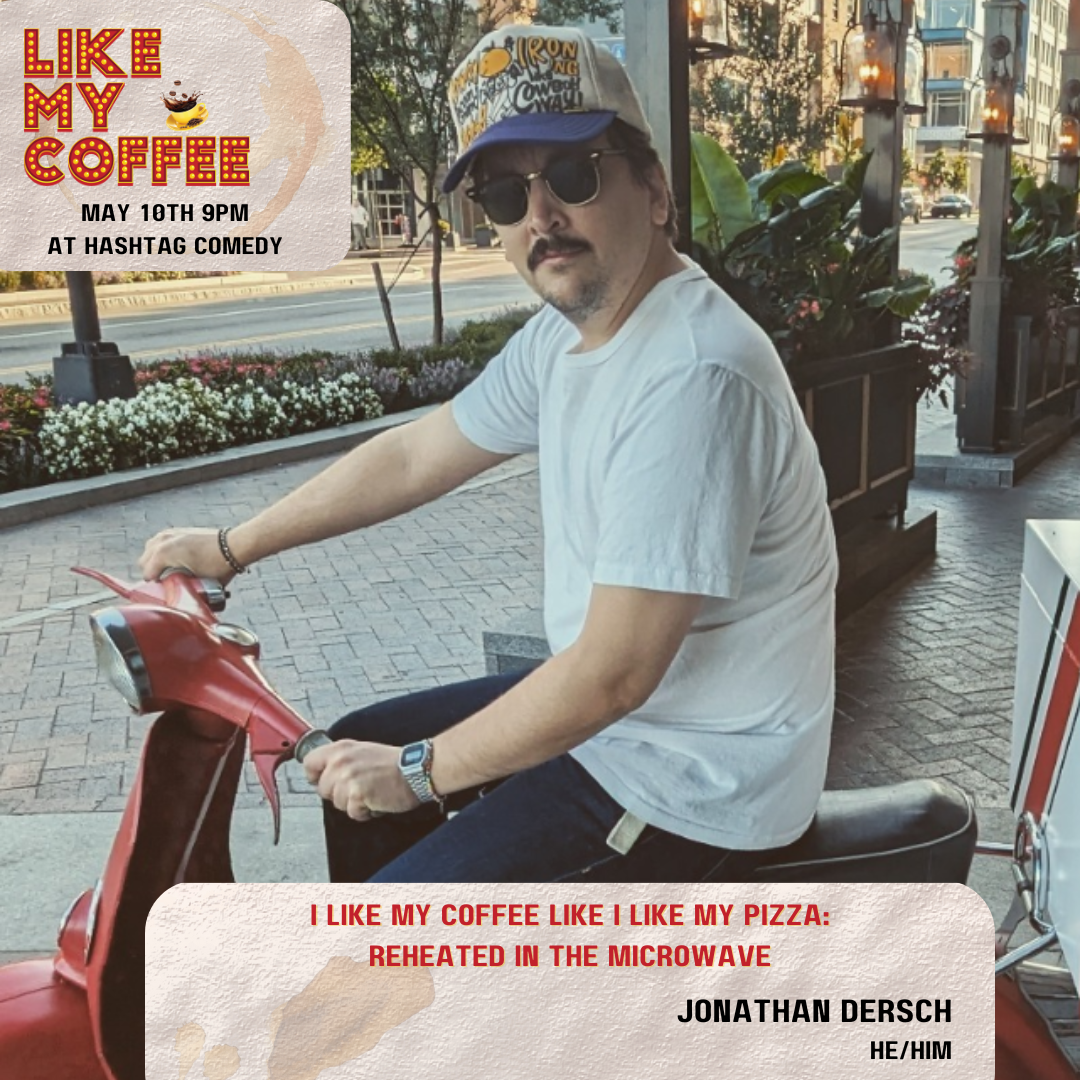 LIKE
MY
COFFEE
MAY 10TH 9PM
AT HASHTAG COMEDY
IRON
I LIKE MY COFFEE LIKE I LIKE MY PIZZA:
REHEATED IN THE MICROWAVE
JONATHAN DERSCH
HE/HIM